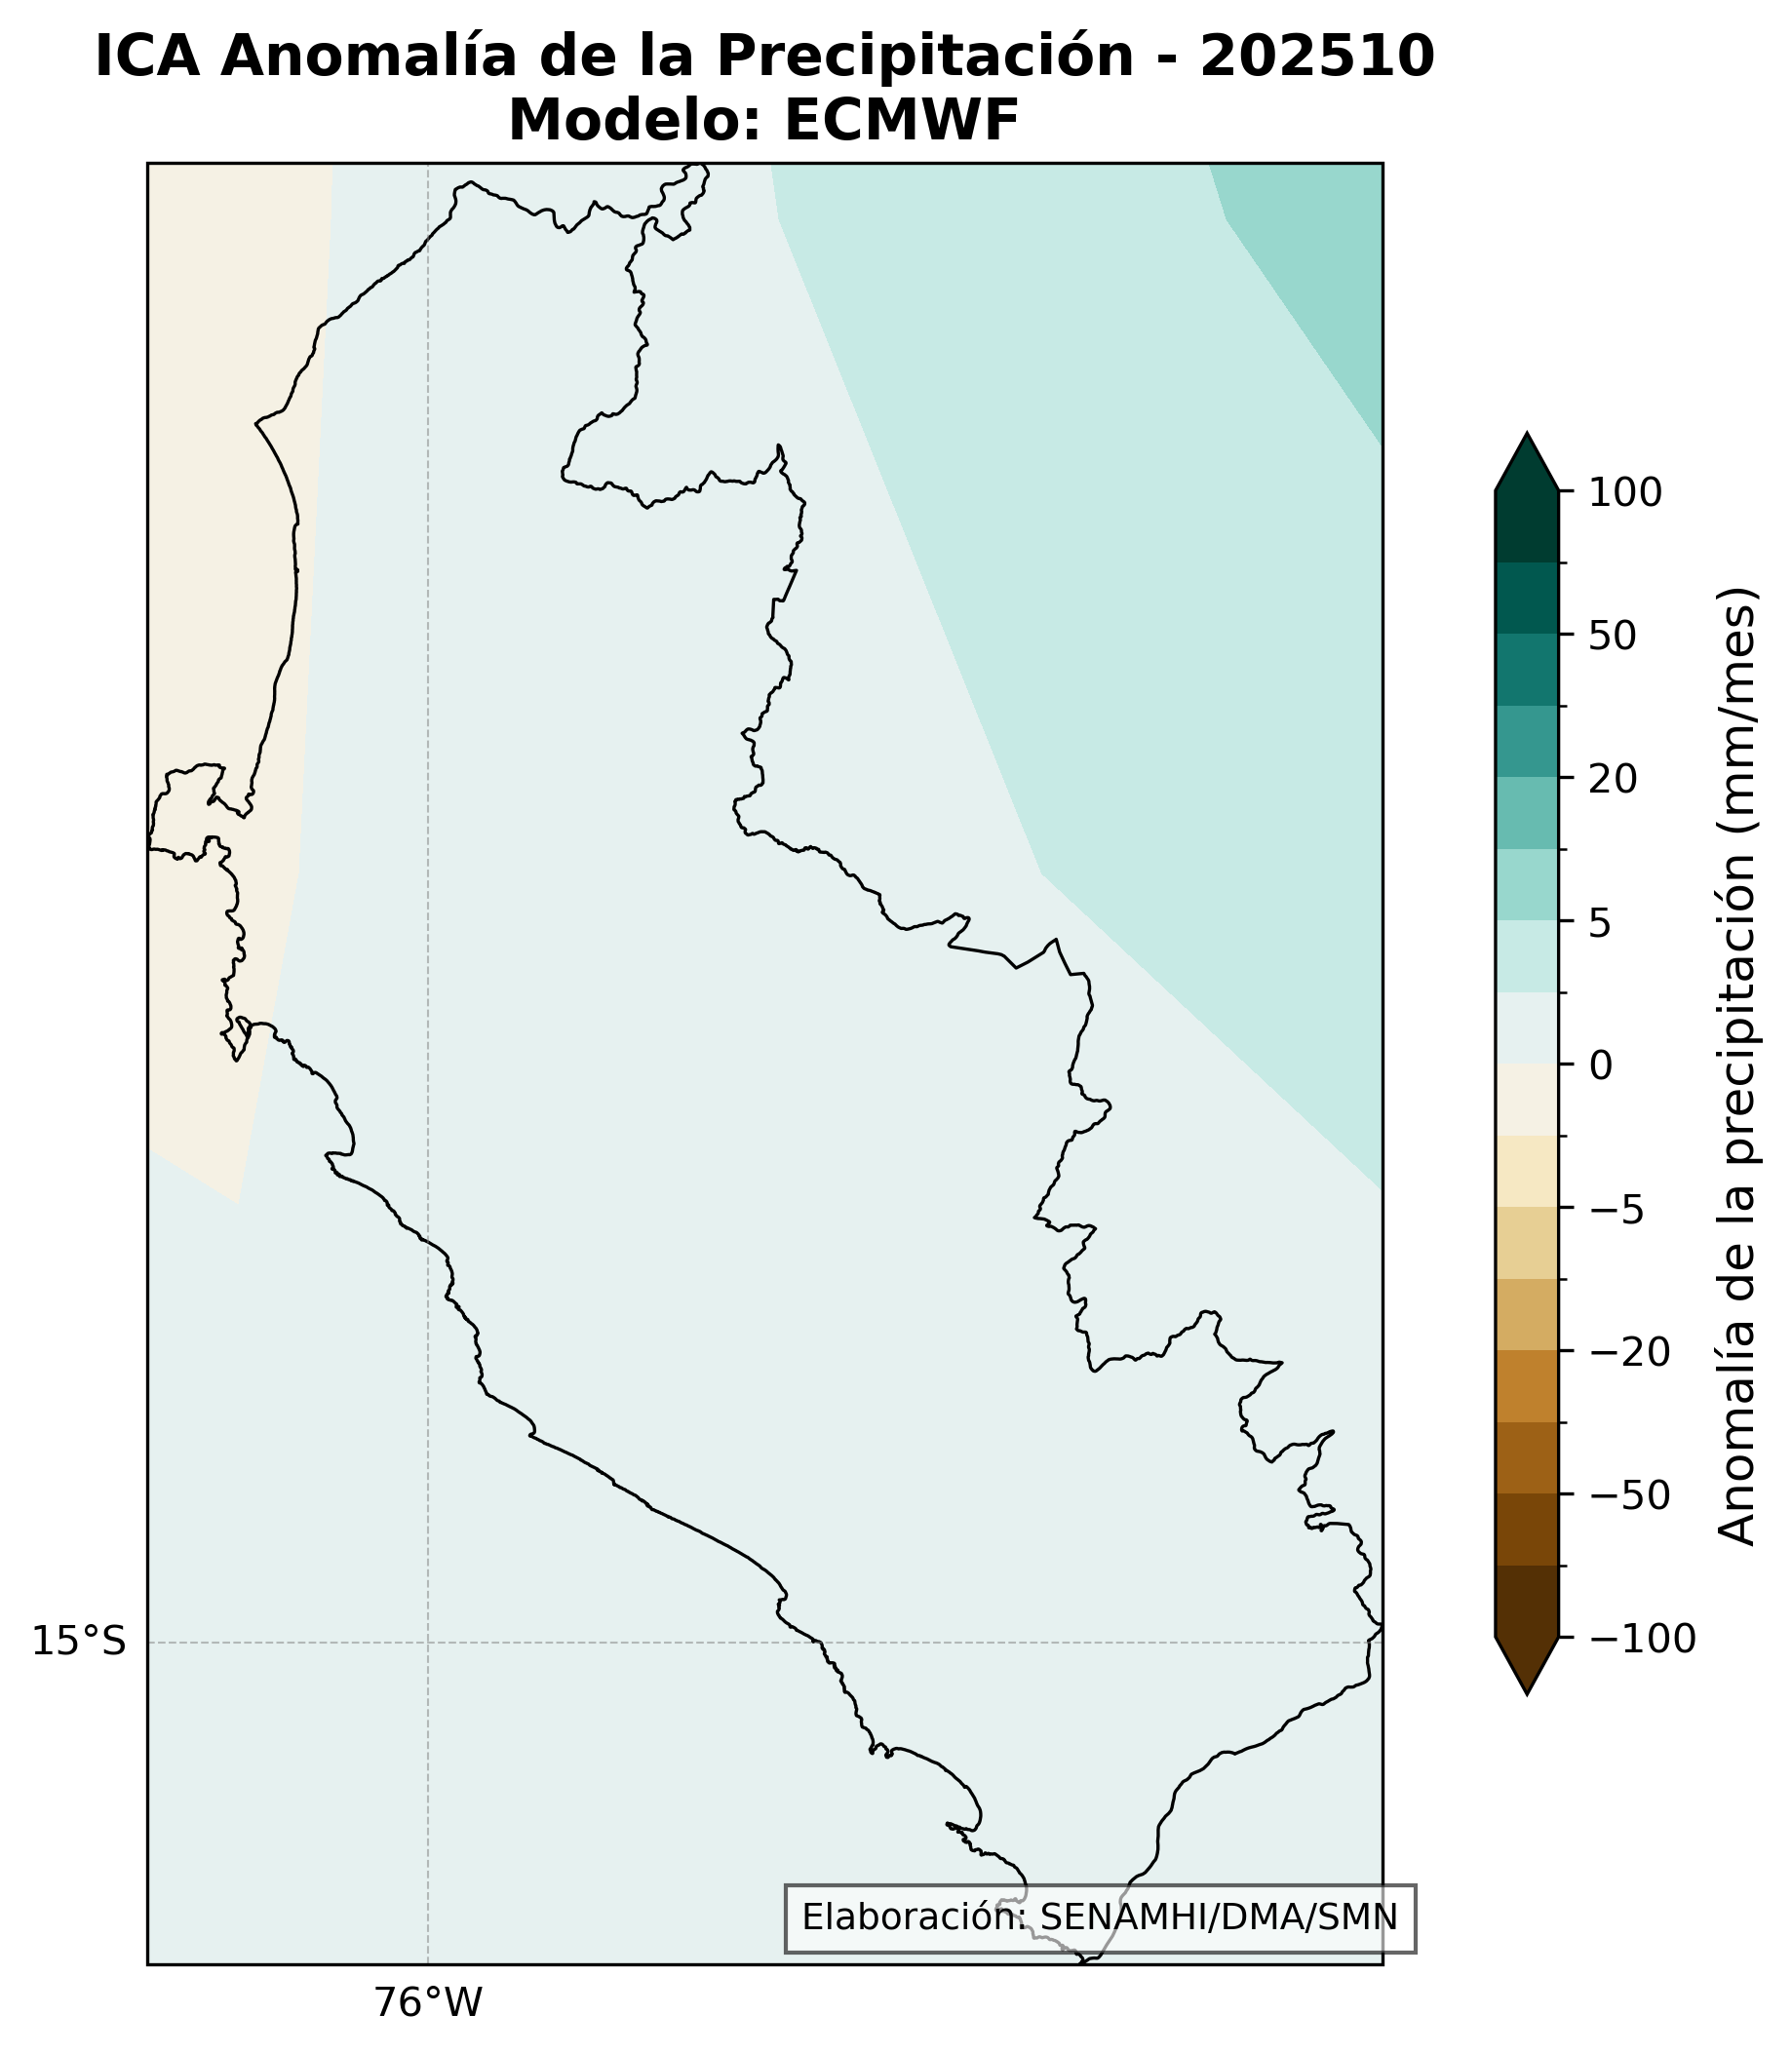 ICA Anomalía de la Precipitación - 202510
Modelo: ECMWF
100
50
20
5
0
−5
−20
−50
−100
Anomalía de la precipitación (mm/mes)
15°S
76°W
Elaboración: SENAMHI/DMA/SMN